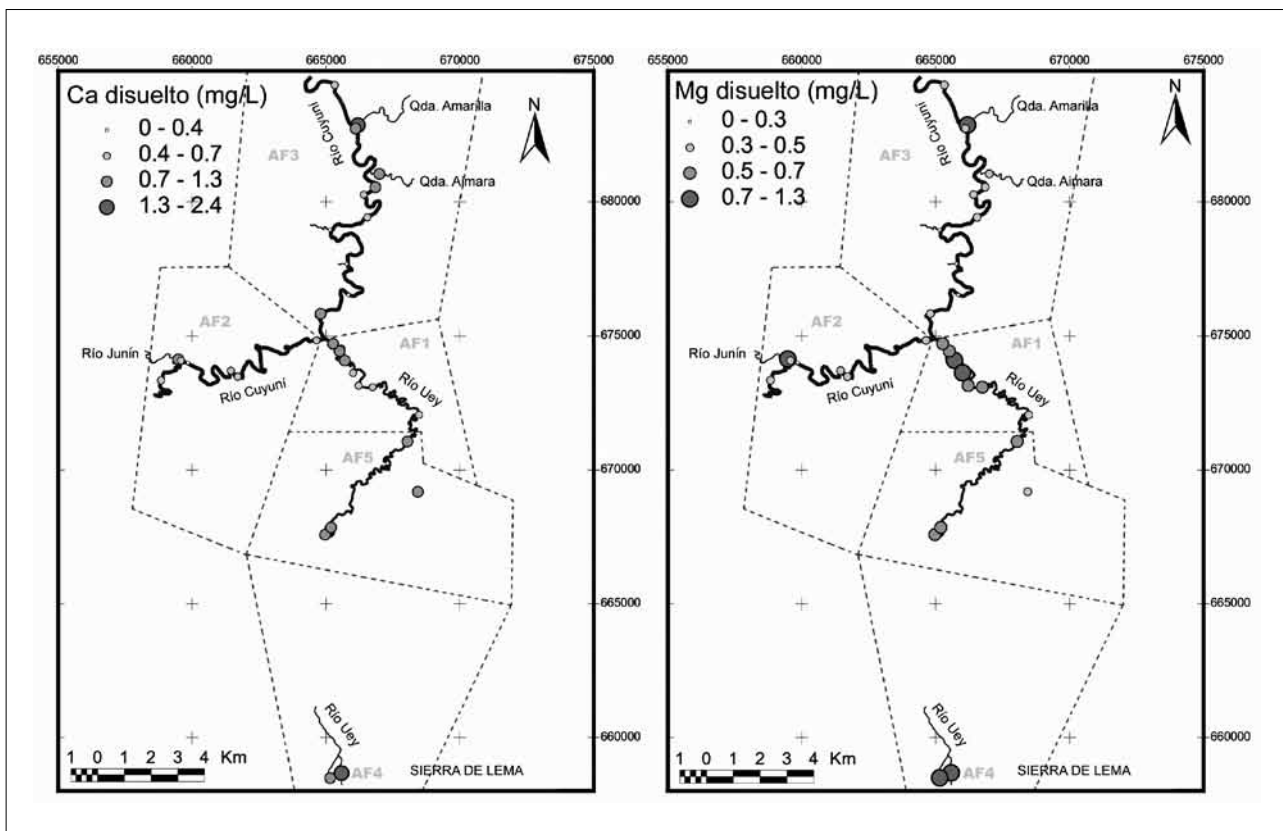 655000 660000 665000 670000 675000
Ca disuelto (mg/L)
0 - 0.4
0.4 - 0.7
0.7 - 1.3
1.3 - 2.4
N
Qda. Amarilla
Río Cuyuní
AF3
Qda. Aimara
680000
AF2
675000
Río Junín
AF1
Río Cuyuní
Río Uey
AF5
670000
665000
Río Uey
660000
1 0 1 2 3 4 Km
AF4
SIERRA DE LEMA
655000 660000 665000 670000 675000
Mg disuelto (mg/L)
0 - 0.3
0.3 - 0.5
0.5 - 0.7
0.7 - 1.3
N
Qda. Amarilla
Río Cuyuní
AF3
Qda. Aimara
680000
AF2
675000
Río Junín
AF1
Río Cuyuní
Río Uey
AF5
670000
665000
Río Uey
660000
1 0 1 2 3 4 Km
AF4
SIERRA DE LEMA